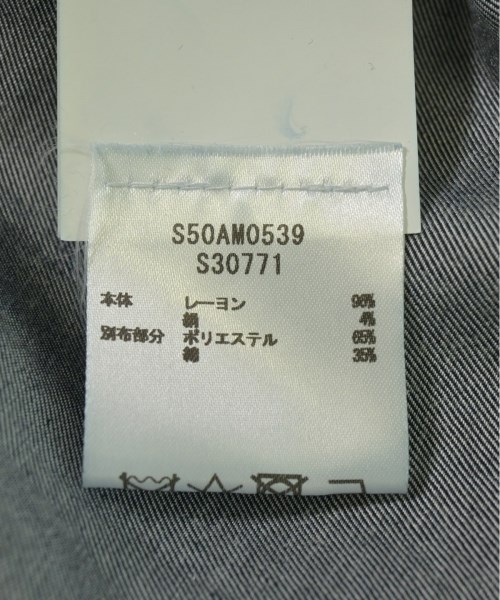 S50AM0539
S30771
本体 レーヨン 96%
絹 4%
別布部分 ポリエステル 65%
綿 35%